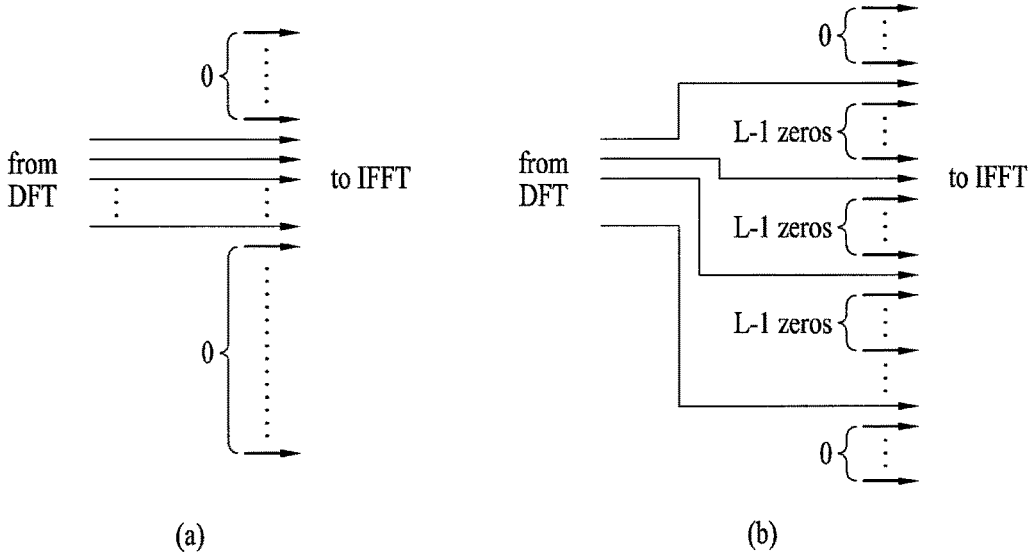 0
from
DFT
to IFFT
0
(a)
0
L-1 zeros
from
DFT
to IFFT
L-1 zeros
L-1 zeros
0
(b)